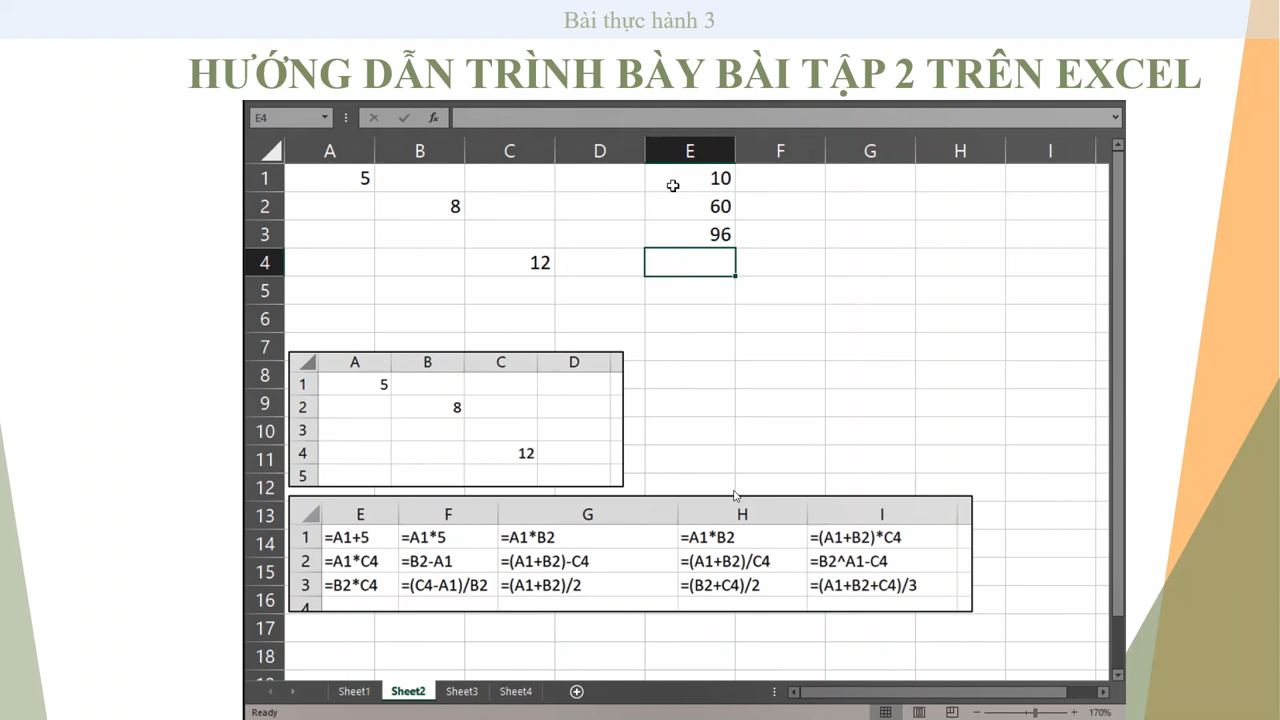 Bài thực hành 3
HƯỚNG DẪN TRÌNH BÀY BÀI TẬP 2 TRÊN EXCEL
E4 fx
A B C D E F G H I
1 5 10
2 8 60
3 96
4 12
5
6
7
8
9
10
11
12
13
14
15
16
17
18
A B C D
1 5
2 8
3
4 12
5
E F G H I
1 =A1+5 =A1*5 =A1*B2 =A1*B2 =(A1+B2)*C4
2 =A1*C4 =B2-A1 =(A1+B2)-C4 =(A1+B2)/C4 =B2^A1-C4
3 =B2*C4 =(C4-A1)/B2 =(A1+B2)/2 =(B2+C4)/2 =(A1+B2+C4)/3
4
Sheet1 Sheet2 Sheet3 Sheet4
Ready 170%